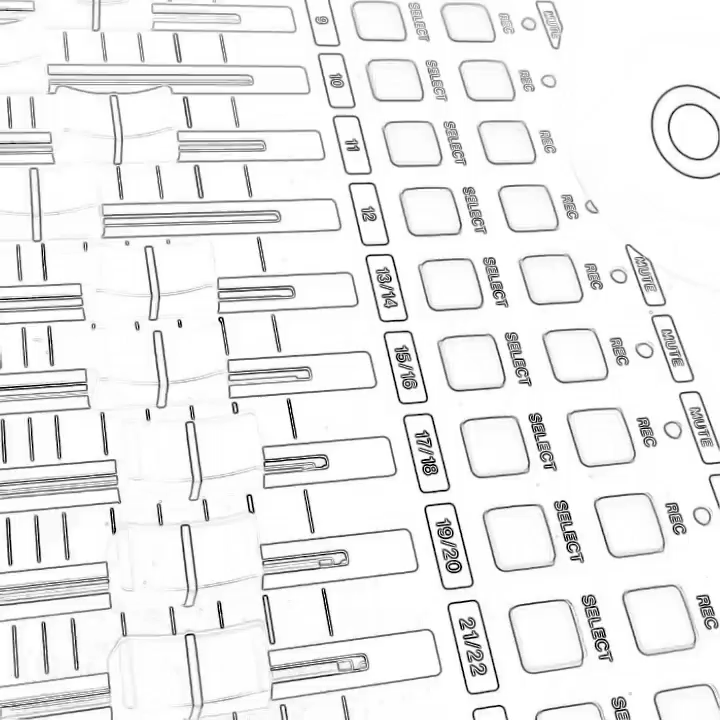 9 SELECT REC MUTE
10 SELECT REC
11 SELECT REC
12 SELECT REC
13/14 SELECT REC MUTE
15/16 SELECT REC MUTE
17/18 SELECT REC MUTE
19/20 SELECT REC
21/22 SELECT REC